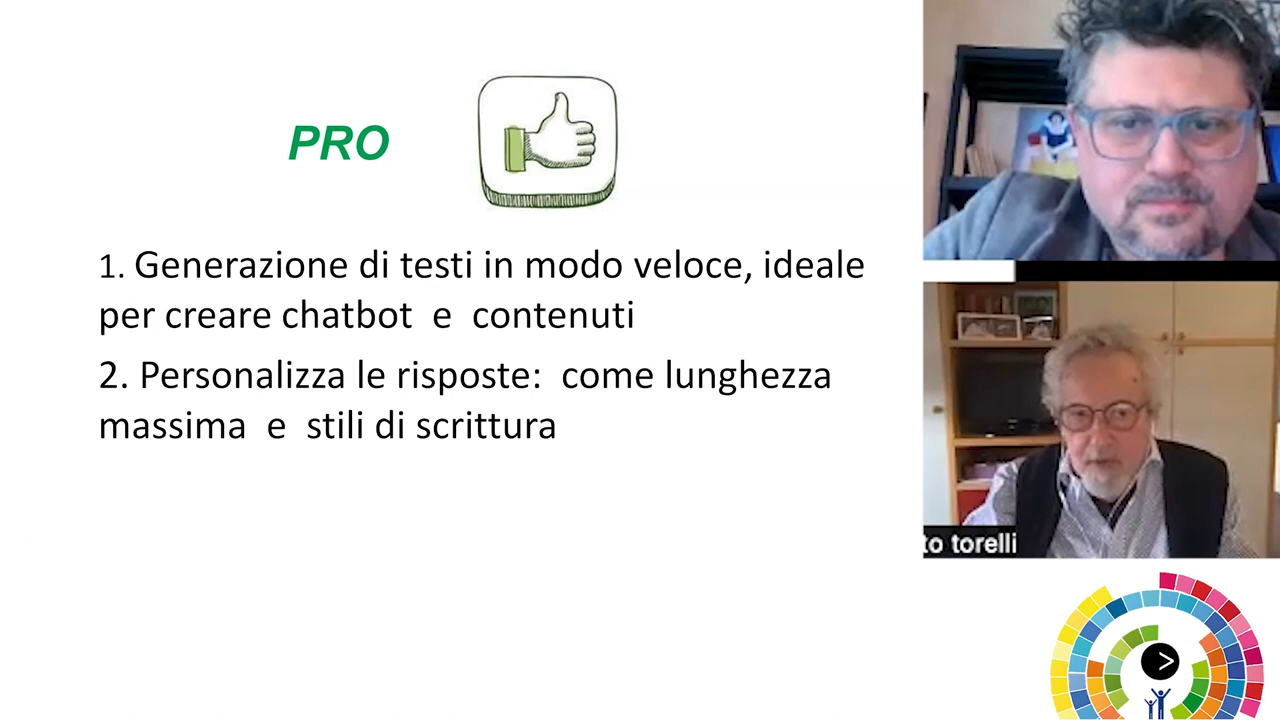 PRO
1. Generazione di testi in modo veloce, ideale
per creare chatbot e contenuti
2. Personalizza le risposte: come lunghezza
massima e stili di scrittura
to torelli